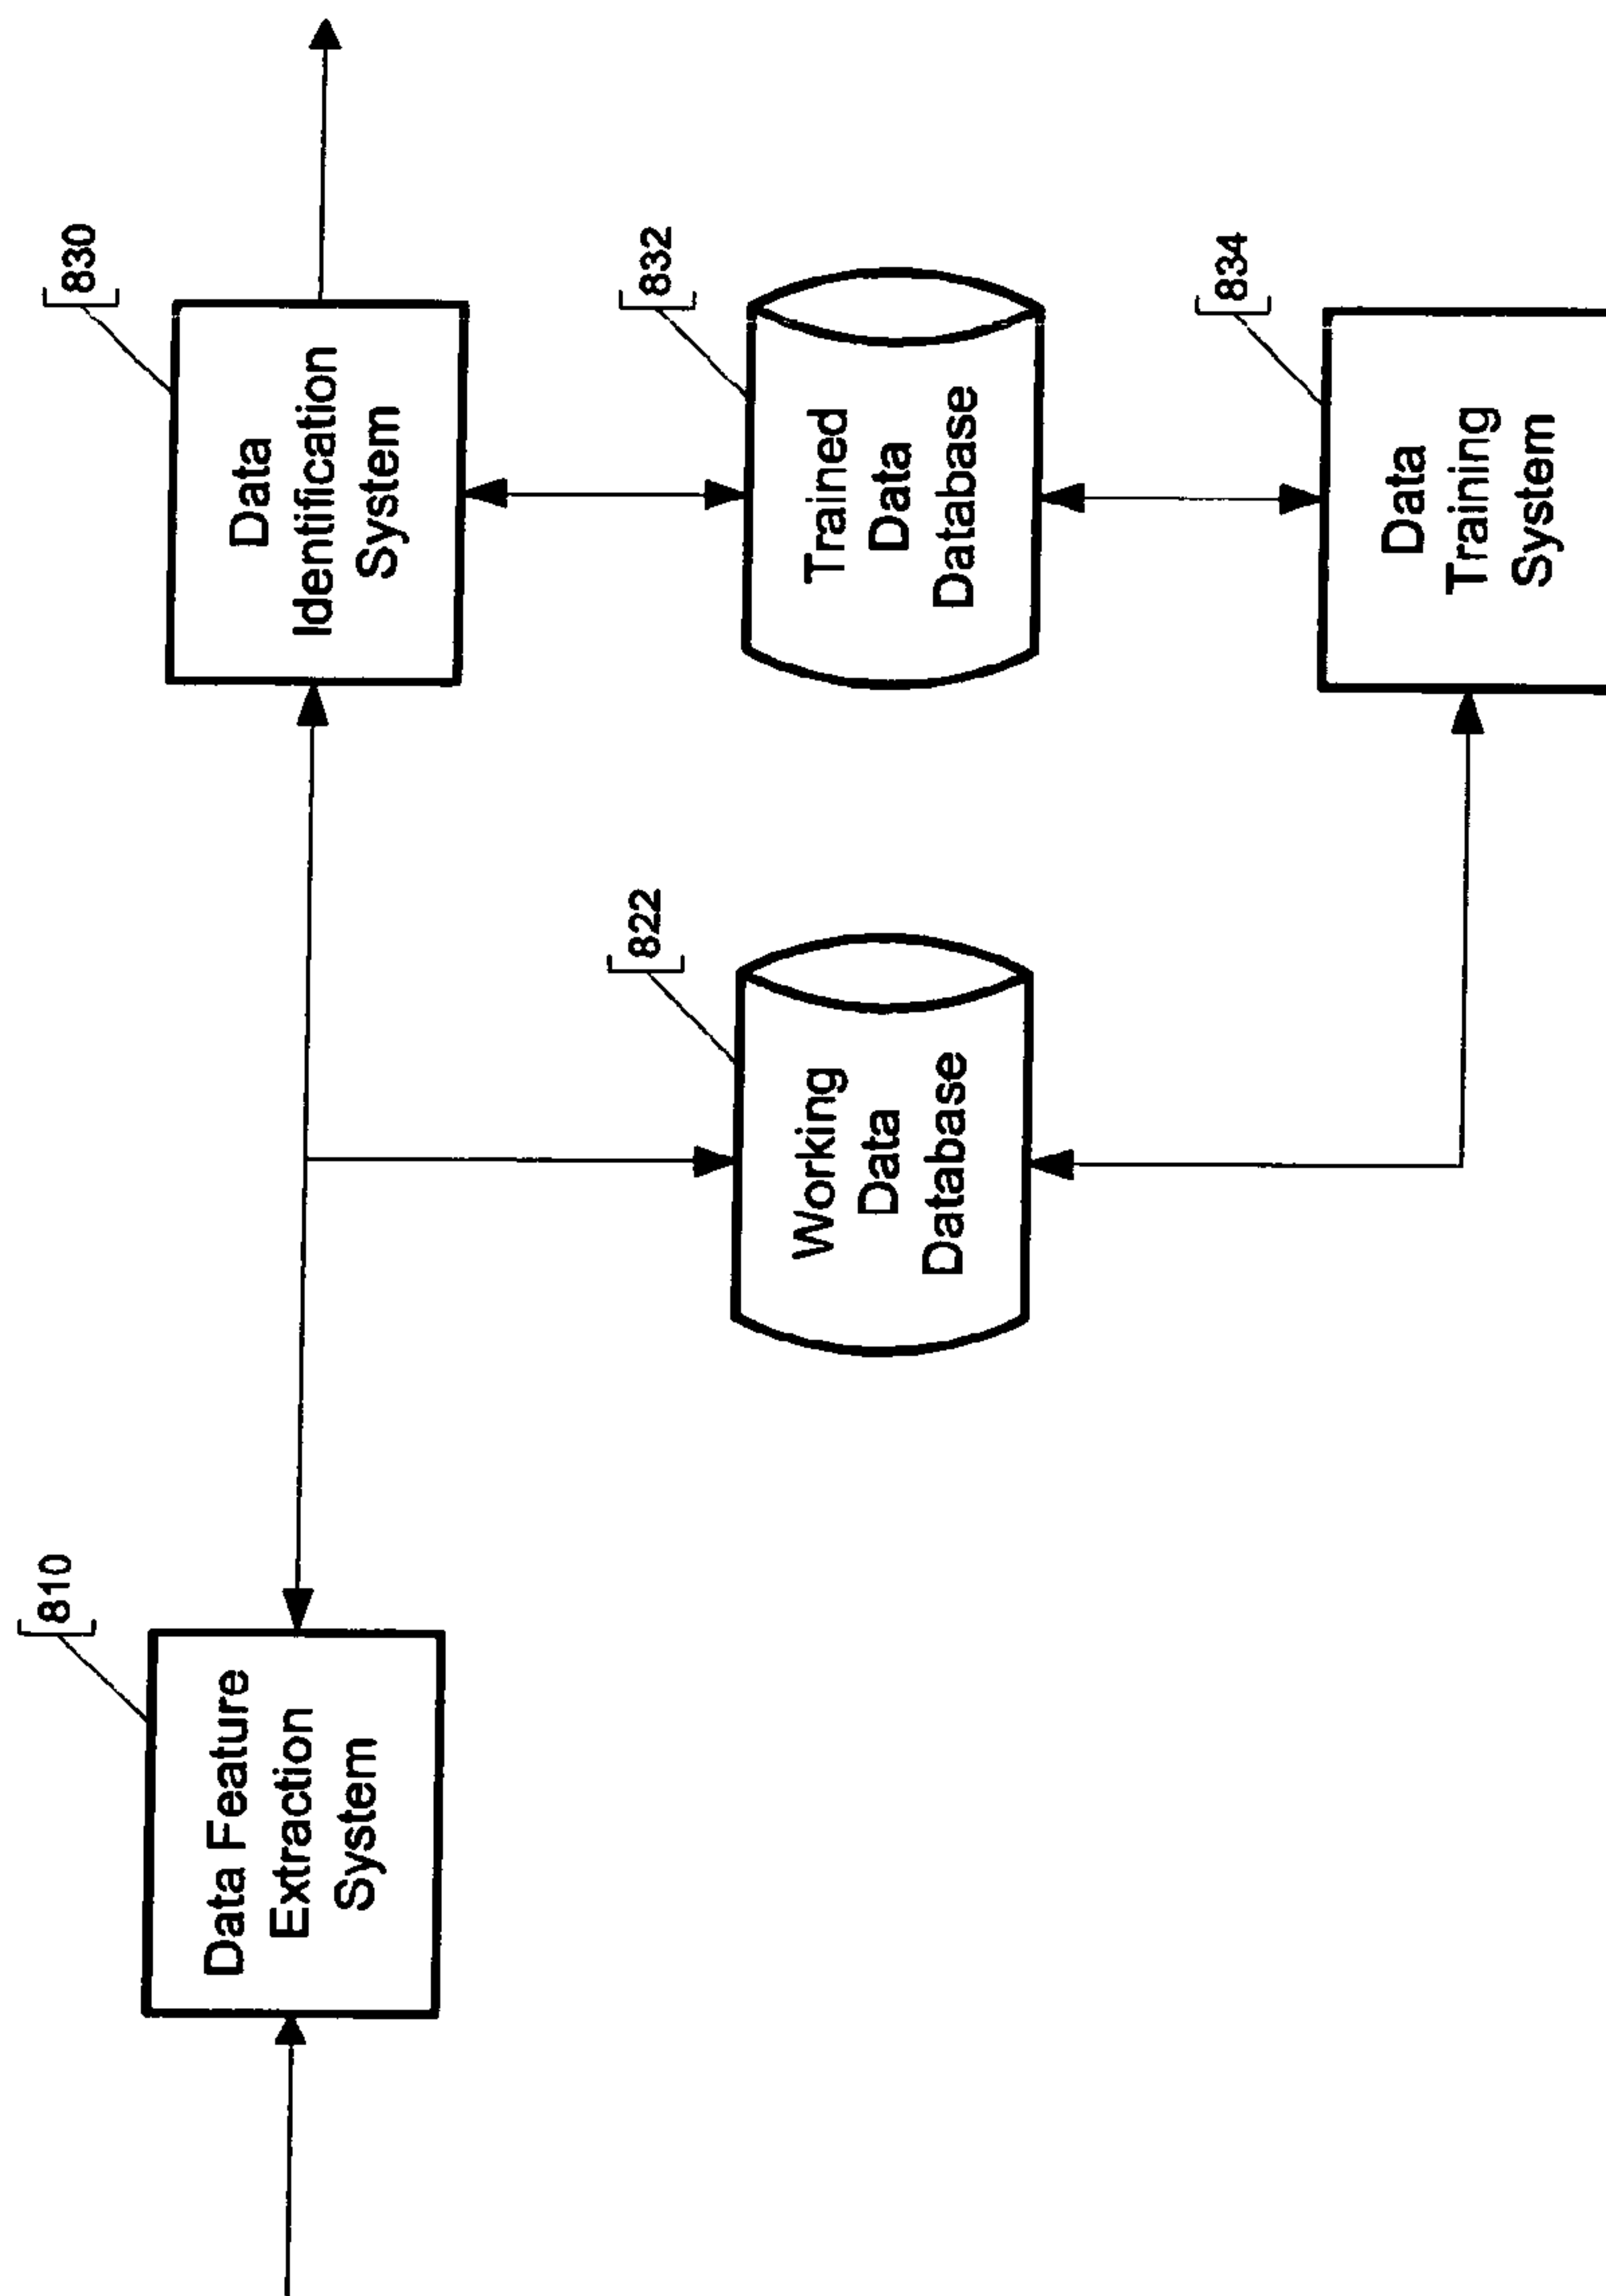 810
Data Feature
Extraction
System
822
Working
Data
Database
830
Data
Identification
System
832
Trained
Data
Database
834
Data
Training
System